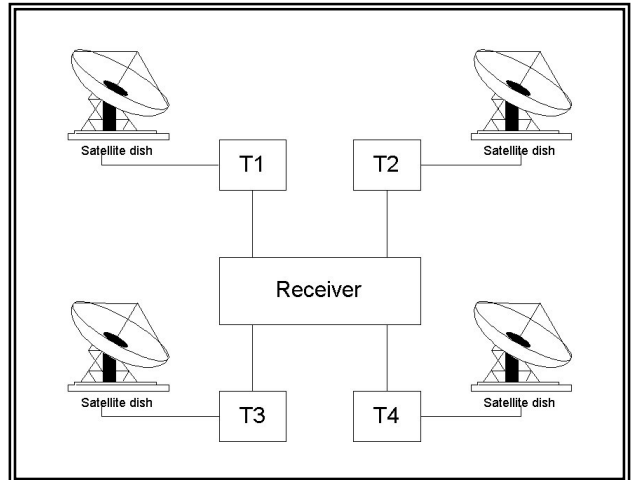 Satellite dish
T1
T2
Satellite dish
Receiver
Satellite dish
T3
T4
Satellite dish